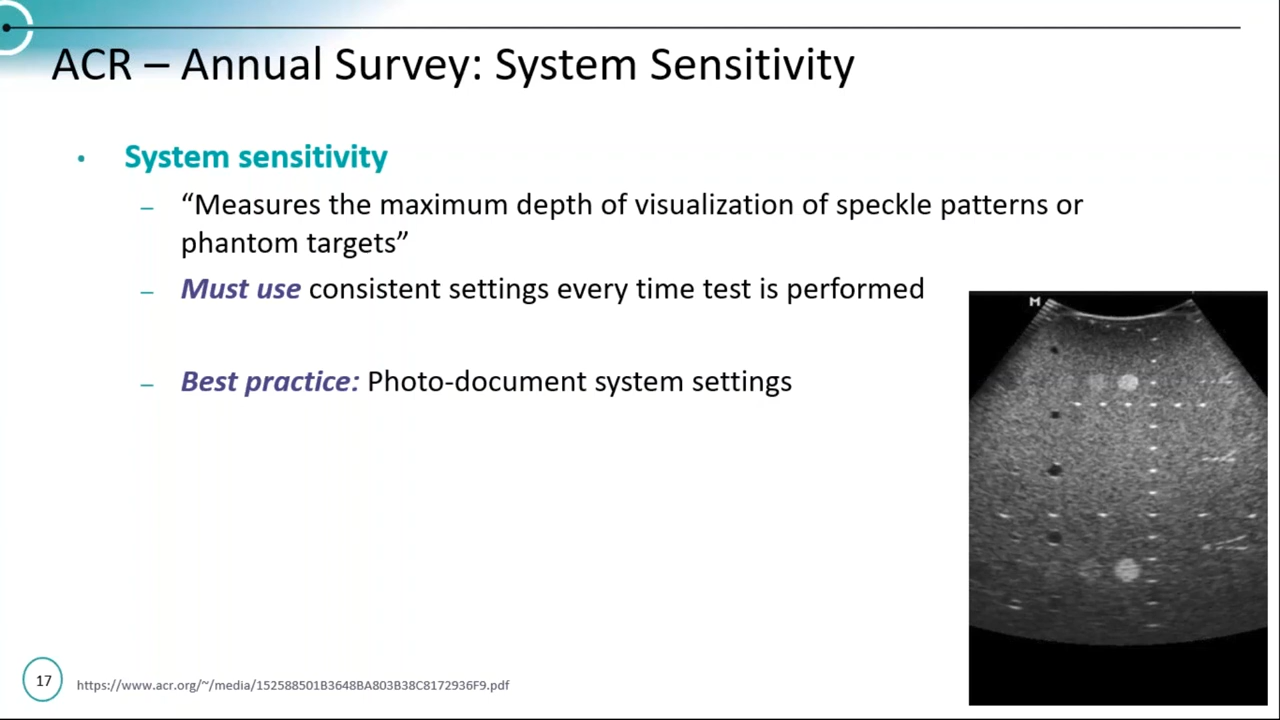 ACR – Annual Survey: System Sensitivity
• System sensitivity
– “Measures the maximum depth of visualization of speckle patterns or
phantom targets”
– Must use consistent settings every time test is performed
– Best practice: Photo-document system settings
M
17
https://www.acr.org/~/media/152588501B3648BA803B38C8172936F9.pdf